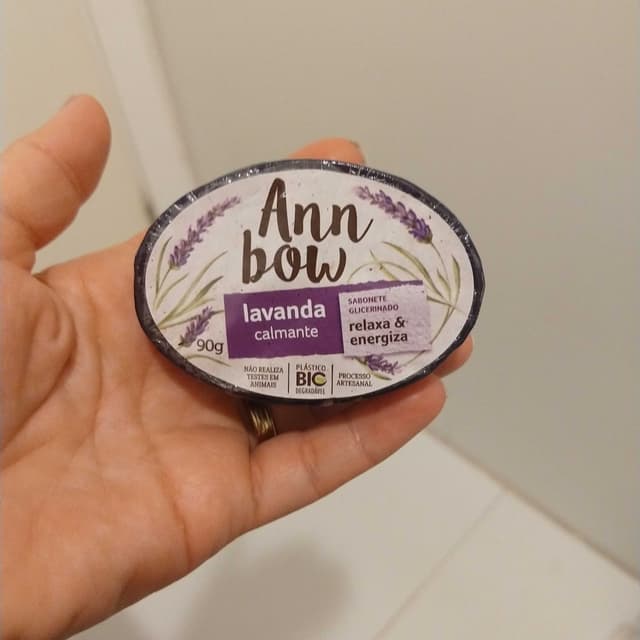 Ann
bow
lavanda
calmante
SABONETE
GLICERINADO
relaxa &
energiza
90g
NÃO REALIZA
TESTES EM
ANIMAIS
PLÁSTICO
BIO
DEGRADÁVEL
PROCESSO
ARTESANAL